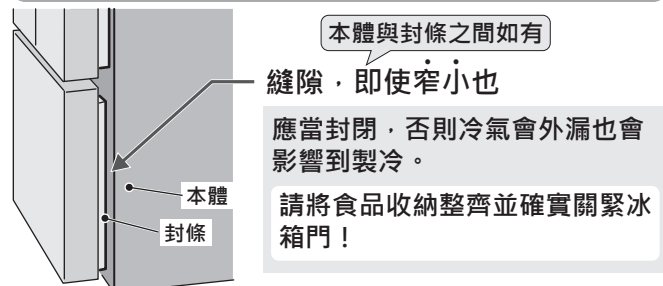 本體與封條之間如有
縫隙，即使窄小也
應當封閉，否則冷氣會外漏也會
影響到製冷。
請將食品收納整齊並確實關緊冰
箱門！
本體
封條